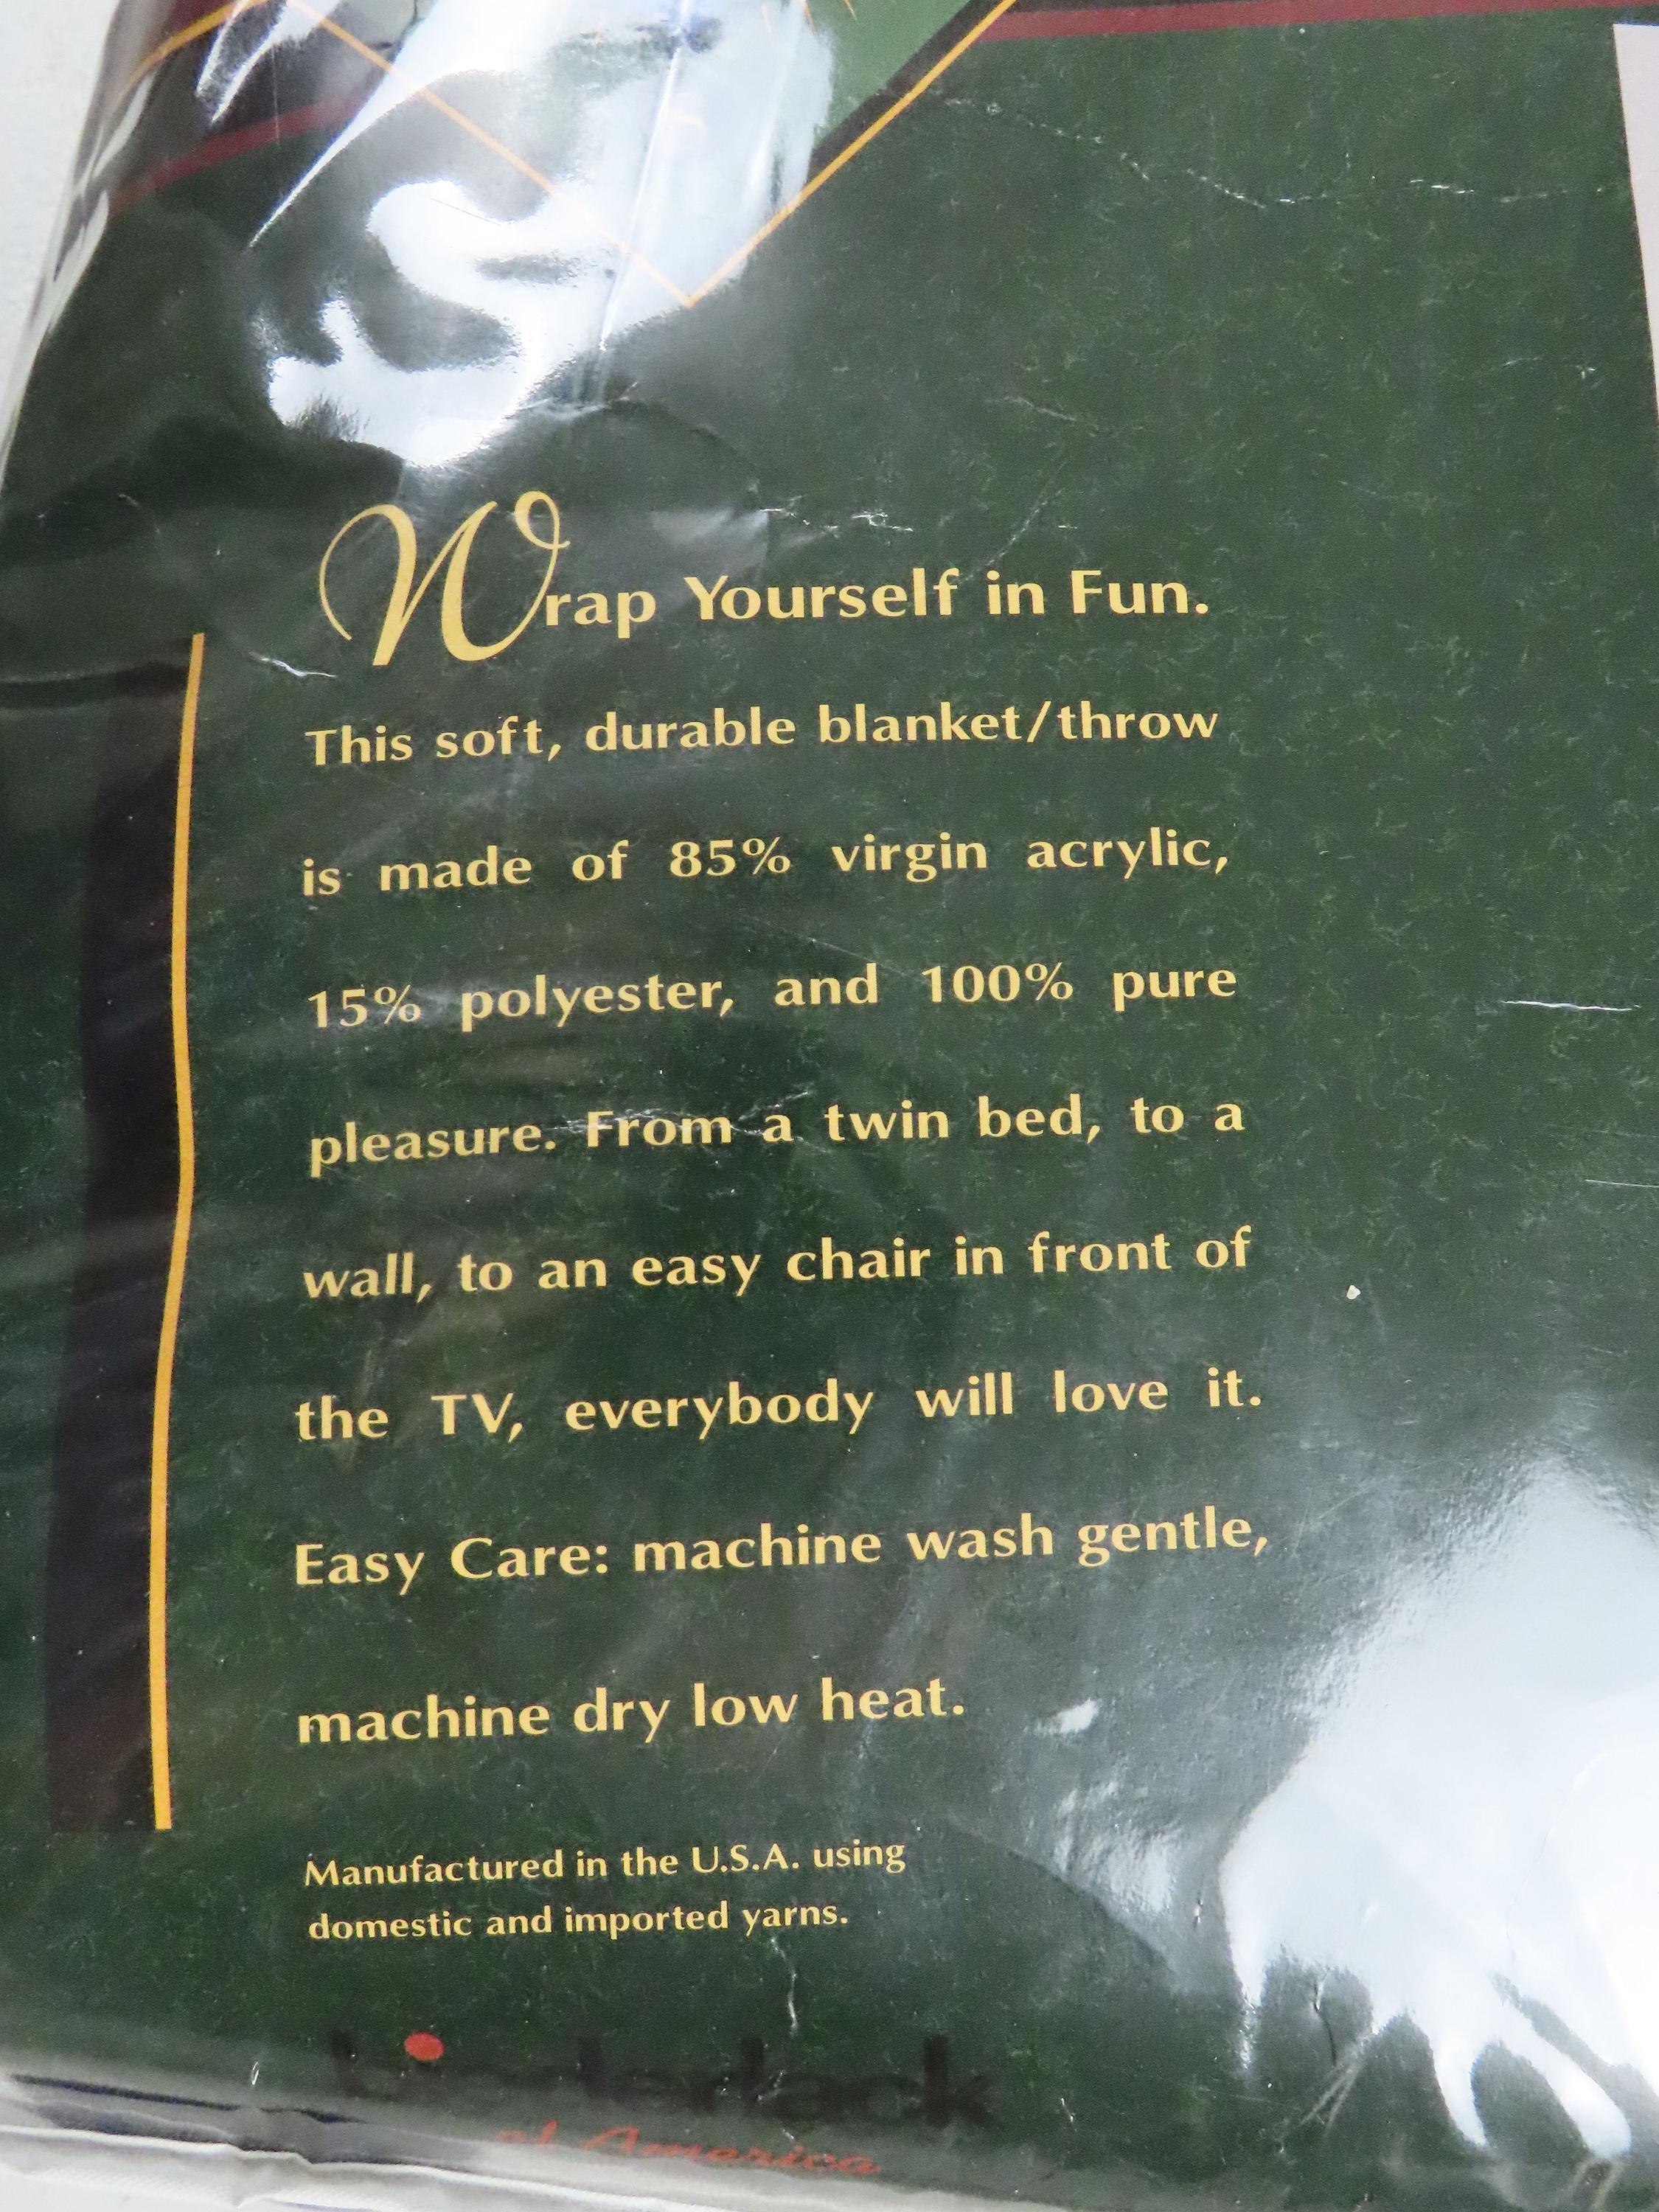 Wrap Yourself in Fun.
This soft, durable blanket/throw
is made of 85% virgin acrylic,
15% polyester, and 100% pure
pleasure. From a twin bed, to a
wall, to an easy chair in front of
the TV, everybody will love it.
Easy Care: machine wash gentle,
machine dry low heat.
Manufactured in the U.S.A. using
domestic and imported yarns.
of America